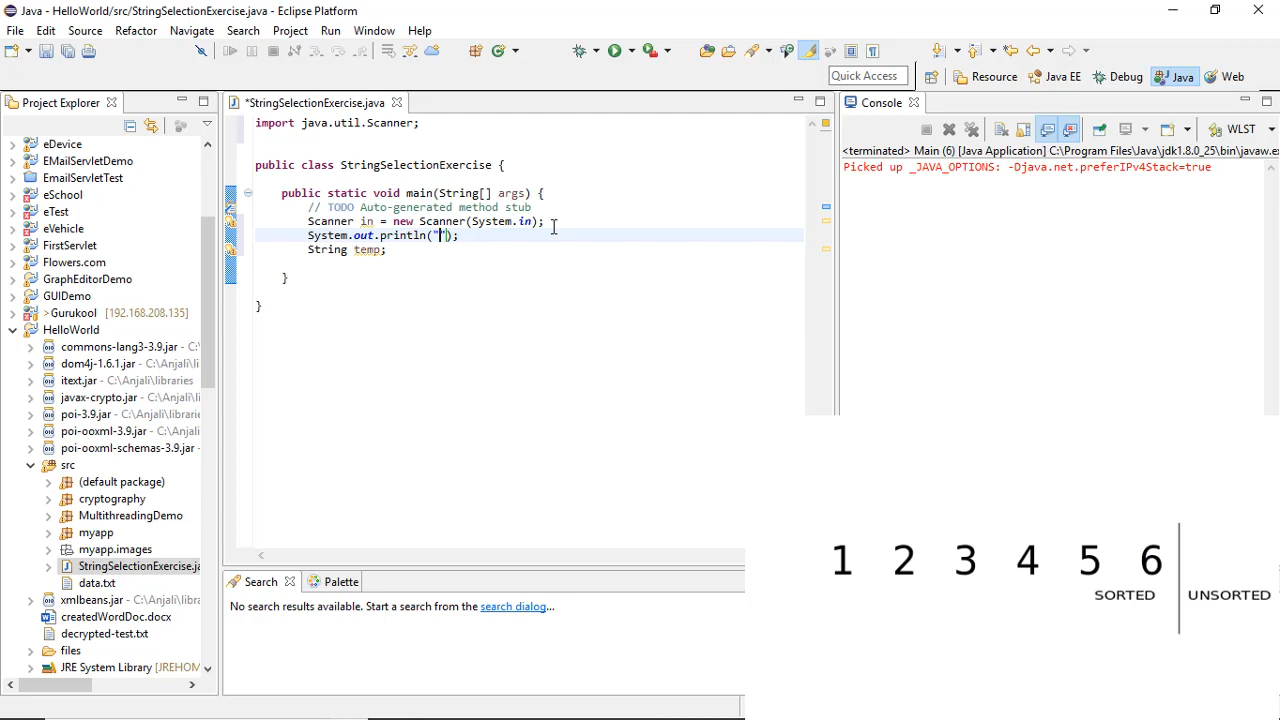 Java - HelloWorld/src/StringSelectionExercise.java - Eclipse Platform
File Edit Source Refactor Navigate Search Project Run Window Help
Quick Access
Resource Java EE Debug Java Web
Project Explorer
*StringSelectionExercise.java
Console
eDevice
EMailServletDemo
EmailServletTest
eSchool
eTest
eVehicle
FirstServlet
Flowers.com
GraphEditorDemo
GUIDemo
>Gurukool [192.168.208.135]
HelloWorld
commons-lang3-3.9.jar - C:\Anjali\l
dom4j-1.6.1.jar - C:\Anjali\li
itext.jar - C:\Anjali\libraries
javax-crypto.jar - C:\Anjali\li
poi-3.9.jar - C:\Anjali\libraries
poi-ooxml-3.9.jar - C:\Anjali
poi-ooxml-schemas-3.9.jar
src
(default package)
cryptography
MultithreadingDemo
myapp
myapp.images
StringSelectionExercise.ja
data.txt
xmlbeans.jar - C:\Anjali\libra
createdWordDoc.docx
decrypted-test.txt
files
JRE System Library [JREHOM
import java.util.Scanner;
public class StringSelectionExercise {
public static void main(String[] args) {
// TODO Auto-generated method stub
Scanner in = new Scanner(System.in);
System.out.println("");
String temp;
}
}
WLST
<terminated> Main (6) [Java Application] C:\Program Files\Java\jdk1.8.0_25\bin\javaw.ex
Picked up _JAVA_OPTIONS: -Djava.net.preferIPv4Stack=true
Search
Palette
No search results available. Start a search from the search dialog...
1 2 3 4 5 6
SORTED UNSORTED